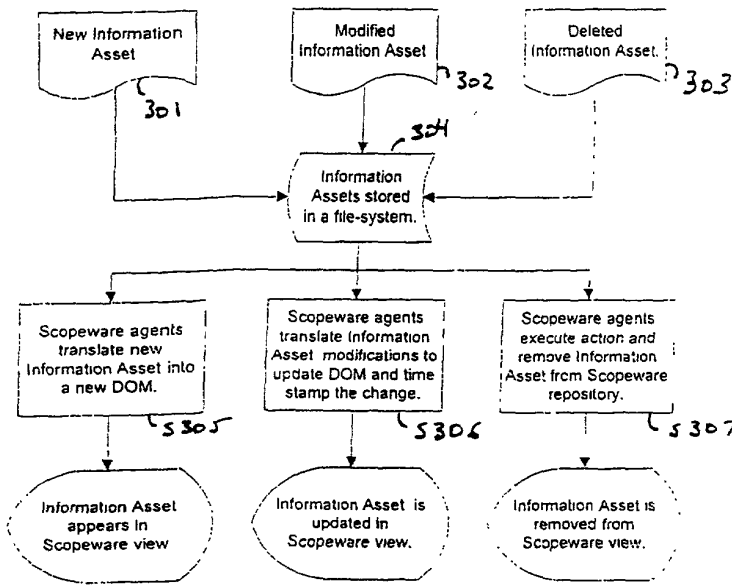 New Information
Asset
301
Modified
Information Asset
302
Deleted
Information Asset.
303
304
Information
Assets stored
in a file-system.
Scopeware agents
translate new
Information Asset into
a new DOM.
S305
Scopeware agents
translate Information
Asset modifications to
update DOM and time
stamp the change.
S306
Scopeware agents
execute action and
remove Information
Asset from Scopeware
repository.
S307
Information Asset
appears in
Scopeware view
Information Asset is
updated in
Scopeware view.
Information Asset is
removed from
Scopeware view.